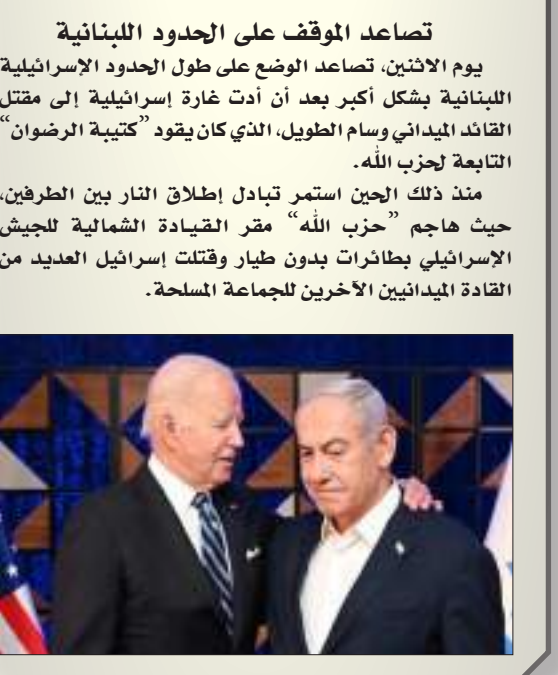 تصاعد الموقف على الحدود اللبنانية
يوم الاثنين، تصاعد الوضع على طول الحدود الإسرائيلية
اللبنانية بشكل أكبر بعد أن أدت غارة إسرائيلية إلى مقتل
القائد الميداني وسام الطويل، الذي كان يقود “كتيبة الرضوان”
التابعة لحزب الله.
منذ ذلك الحين استمر تبادل إطلاق النار بين الطرفين،
حيث هاجم “حزب الله” مقر القيادة الشمالية للجيش
الإسرائيلي بطائرات بدون طيار وقتلت إسرائيل العديد من
القادة الميدانيين الآخرين للجماعة المسلحة.